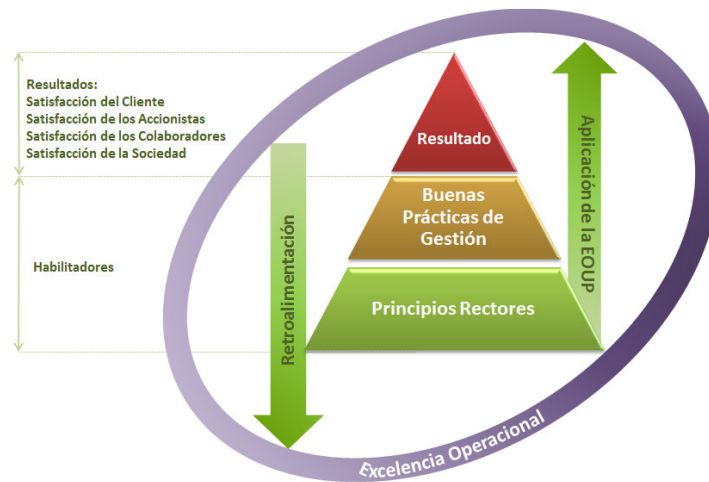 Resultados:
Satisfacción del Cliente
Satisfacción de los Accionistas
Satisfacción de los Colaboradores
Satisfacción de la Sociedad
Habilitadores
Retroalimentación
Resultado
Buenas
Prácticas de
Gestión
Principios Rectores
Aplicación de la EOUP
Excelencia Operacional